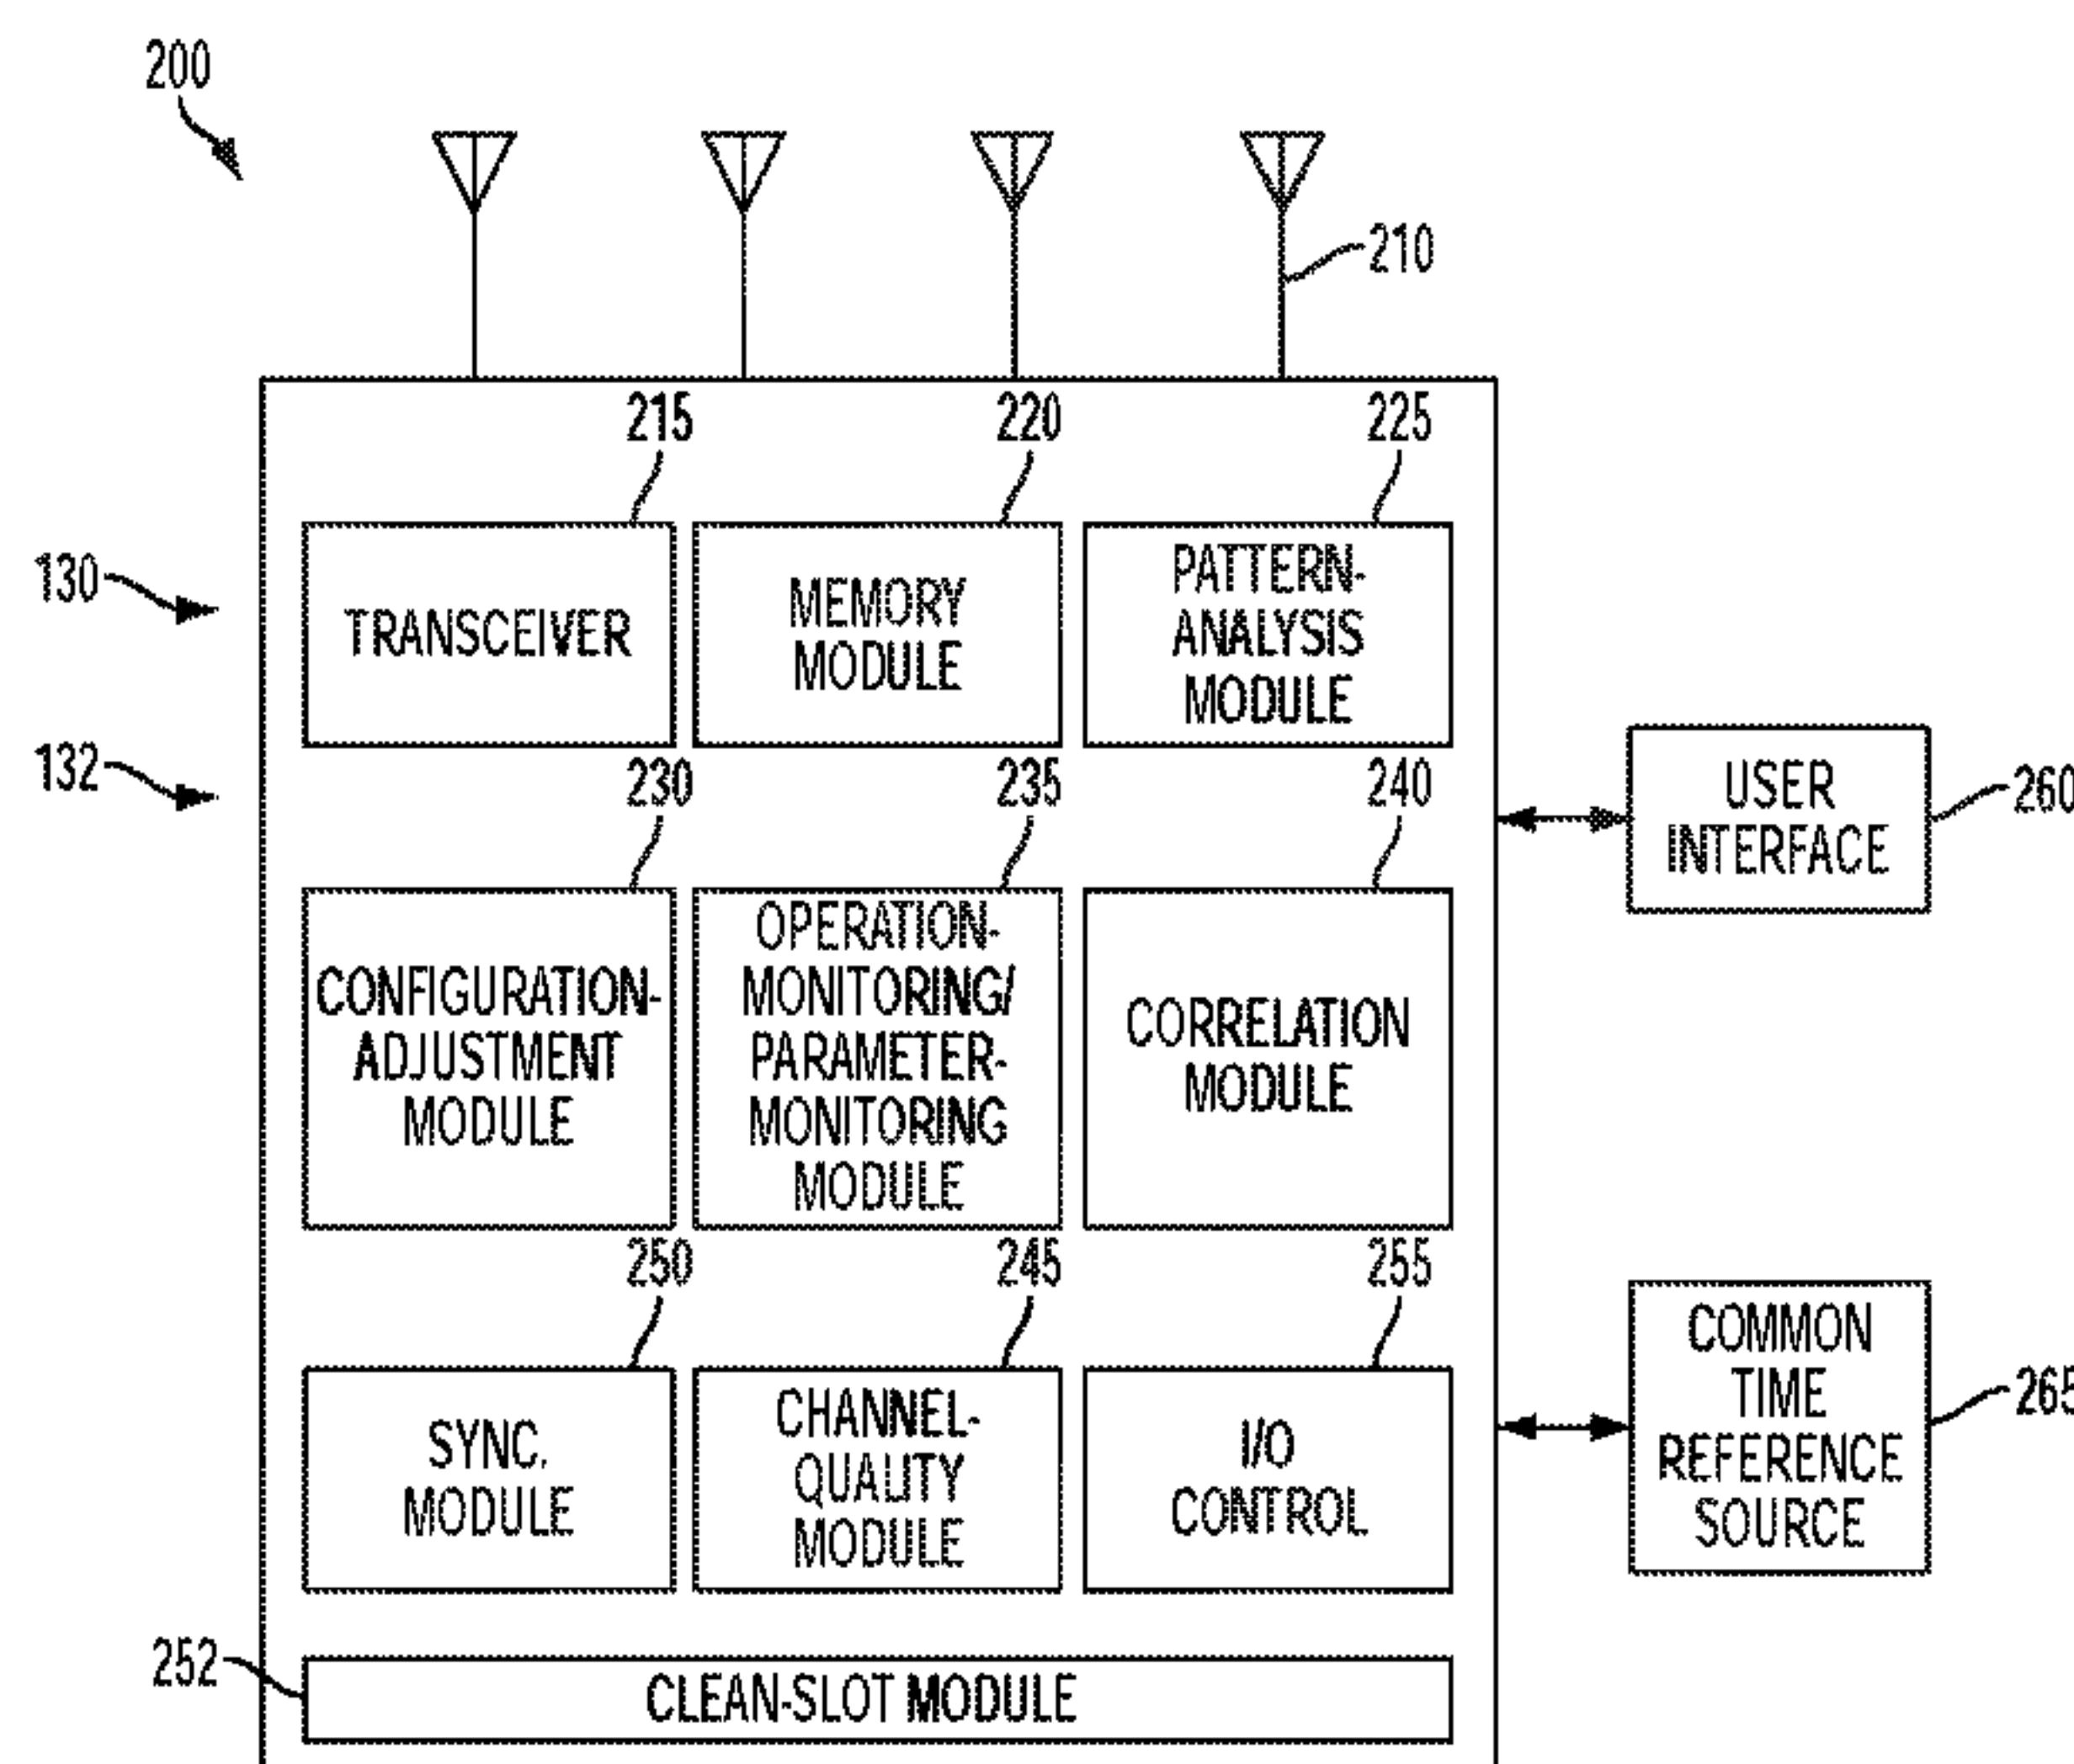 200
210
215
220
225
130
TRANSCEIVER
MEMORY
MODULE
PATTERN-
ANALYSIS
MODULE
132
230
235
240
USER
INTERFACE
260
CONFIGURATION-
ADJUSTMENT
MODULE
OPERATION-
MONITORING/
PARAMETER-
MONITORING
MODULE
CORRELATION
MODULE
250
245
255
SYNC.
MODULE
CHANNEL-
QUALITY
MODULE
I/O
CONTROL
COMMON
TIME
REFERENCE
SOURCE
265
252
CLEAN-SLOT MODULE